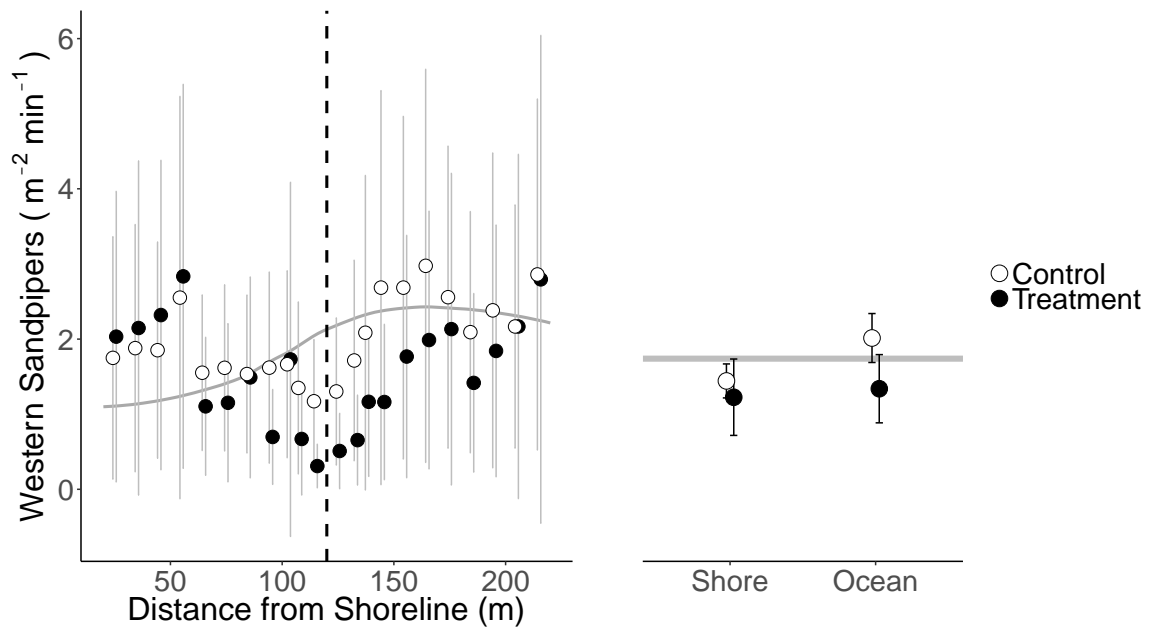 Western Sandpipers ( m⁻² min⁻¹ )
6
4
2
0
50 100 150 200
Distance from Shoreline (m)
Shore Ocean
Control
Treatment